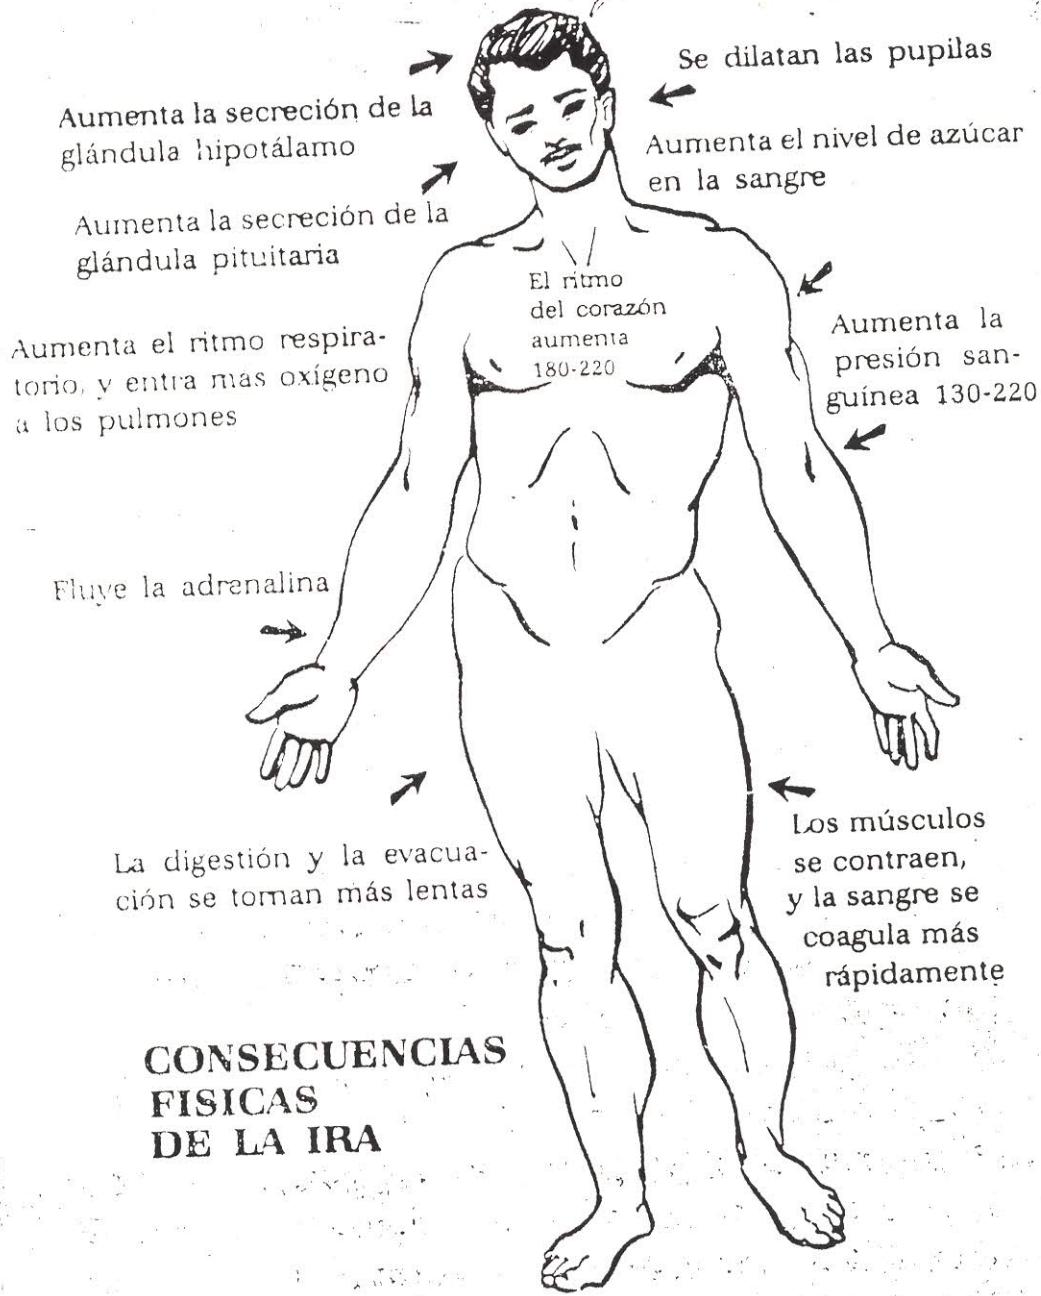 Se dilatan las pupilas
Aumenta la secreción de la
glándula hipotálamo
Aumenta el nivel de azúcar
en la sangre
Aumenta la secreción de la
glándula pituitaria
El ritmo
del corazón
aumenta
180-220
Aumenta la
presión san-
guínea 130-220
Aumenta el ritmo respira-
torio, y entra mas oxígeno
a los pulmones
Fluye la adrenalina
Los músculos
se contraen,
y la sangre se
coagula más
rápidamente
La digestión y la evacua-
ción se tornan más lentas
CONSECUENCIAS
FISICAS
DE LA IRA